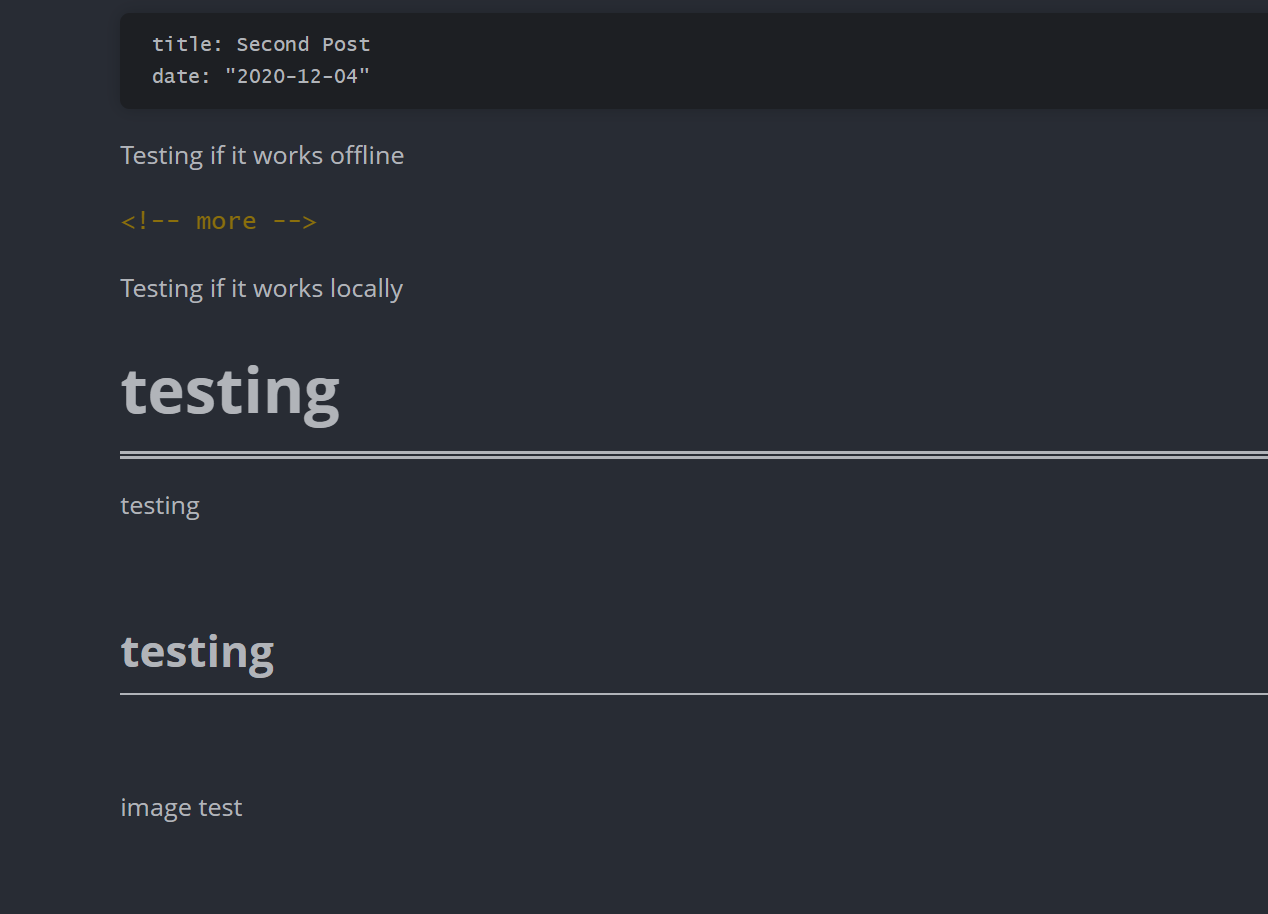 title: Second Post
date: "2020-12-04"
Testing if it works offline
<!-- more -->
Testing if it works locally
testing
testing
testing
image test